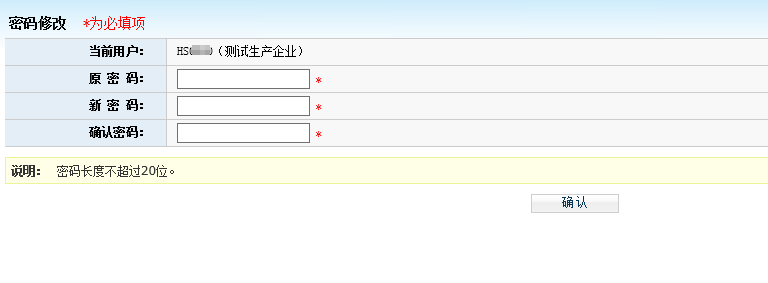 密码修改 *为必填项
当前用户： HS（测试生产企业）
原 密 码： *
新 密 码： *
确认密码： *
说明： 密码长度不超过20位。
确认